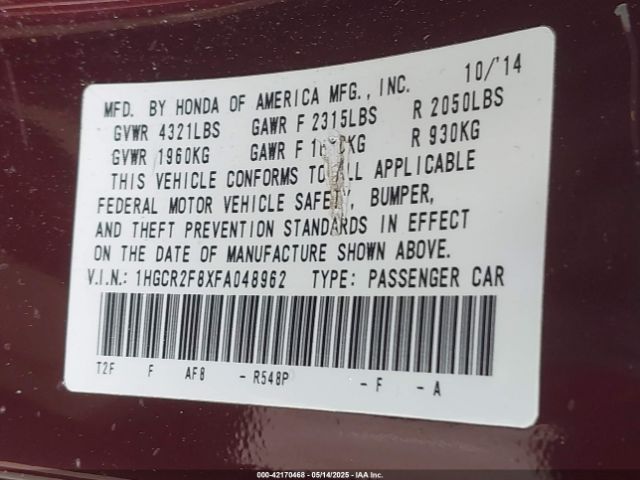 MFD. BY HONDA OF AMERICA MFG., INC. 10/'14
GVWR 4321LBS GAWR F 2315LBS R 2050LBS
GVWR 1960KG GAWR F R 930KG
THIS VEHICLE CONFORMS TO ALL APPLICABLE
FEDERAL MOTOR VEHICLE SAFETY, BUMPER,
AND THEFT PREVENTION STANDARDS IN EFFECT
ON THE DATE OF MANUFACTURE SHOWN ABOVE.
V.I.N.: 1HGCR2F8XFA048962 TYPE: PASSENGER CAR
T2F F AF8 - R548P - F - A
000-42170468 05/14/2025 IAA Inc.